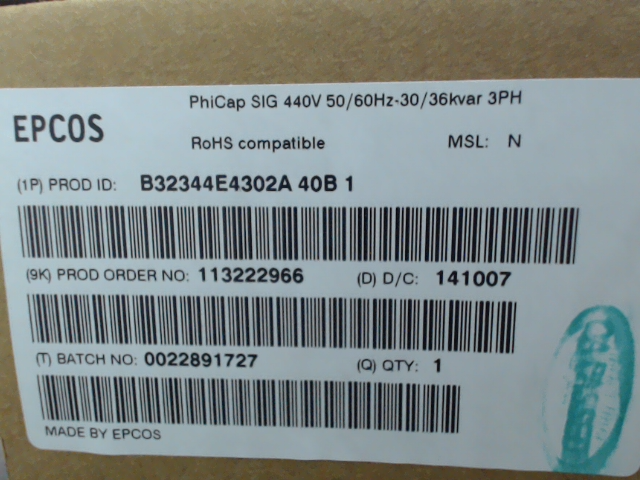 PhiCap SIG 440V 50/60Hz-30/36kvar 3PH
EPCOS
RoHS compatible MSL: N
(1P) PROD ID: B32344E4302A 40B 1
(9K) PROD ORDER NO: 113222966 (D) D/C: 141007
(T) BATCH NO: 0022891727 (Q) QTY: 1
MADE BY EPCOS